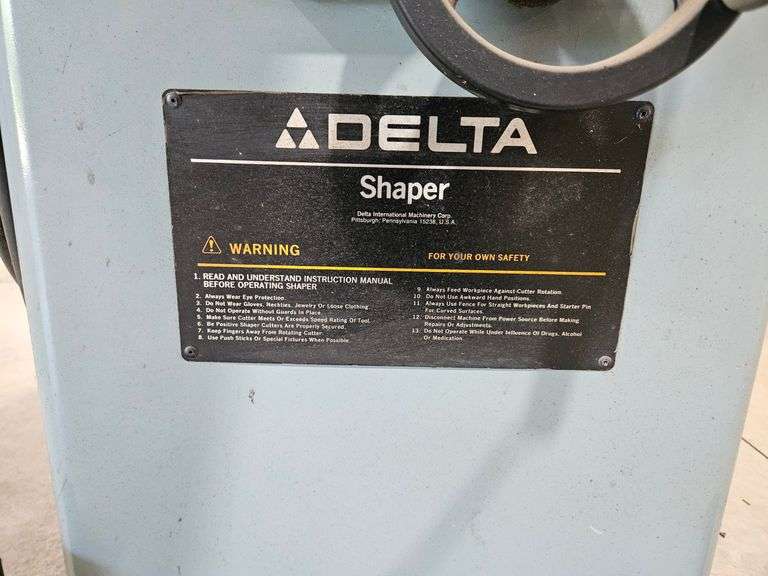 DELTA
Shaper
Delta International Machinery Corp.
Pittsburgh, Pennsylvania 15238, U.S.A.
WARNING
FOR YOUR OWN SAFETY
1. READ AND UNDERSTAND INSTRUCTION MANUAL
BEFORE OPERATING SHAPER
2. Always Wear Eye Protection.
3. Do Not Wear Gloves, Neckties, Jewelry Or Loose Clothing.
4. Do Not Operate Without Guards In Place.
5. Make Sure Cutter Meets Or Exceeds Speed Rating Of Tool.
6. Be Positive Shaper Cutters Are Properly Secured.
7. Keep Fingers Away From Rotating Cutter.
8. Use Push Sticks Or Special Fixtures When Possible.
9. Always Feed Workpiece Against Cutter Rotation.
10. Do Not Use Awkward Hand Positions.
11. Always Use Fence For Straight Workpieces And Starter Pin
For Curved Surfaces.
12. Disconnect Machine From Power Source Before Making
Repairs Or Adjustments.
13. Do Not Operate While Under Influence Of Drugs, Alcohol
Or Medication.